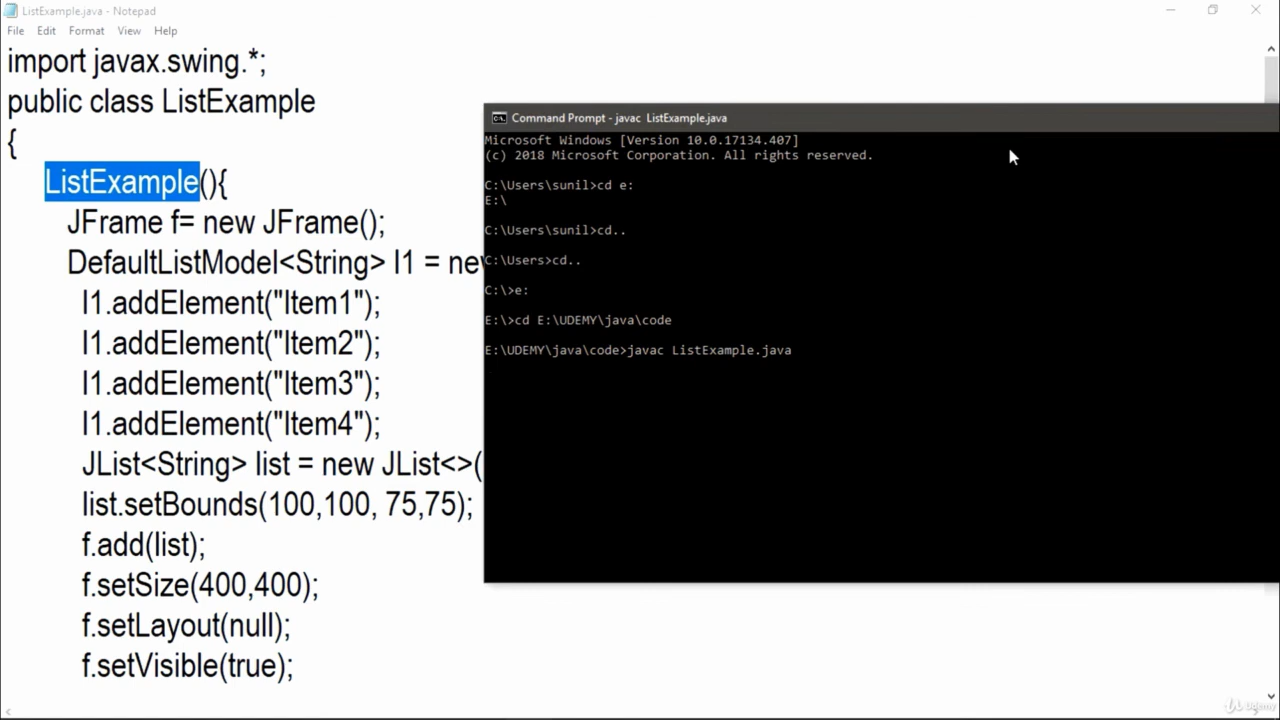 ListExample.java - Notepad
File Edit Format View Help
import javax.swing.*;
public class ListExample
{
ListExample(){
JFrame f= new JFrame();
DefaultListModel<String> l1 = new
l1.addElement("Item1");
l1.addElement("Item2");
l1.addElement("Item3");
l1.addElement("Item4");
JList<String> list = new JList<>(
list.setBounds(100,100, 75,75);
f.add(list);
f.setSize(400,400);
f.setLayout(null);
f.setVisible(true);
Command Prompt - javac  ListExample.java
Microsoft Windows [Version 10.0.17134.407]
(c) 2018 Microsoft Corporation. All rights reserved.
C:\Users\sunil>cd e:
E:\
C:\Users\sunil>cd..
C:\Users>cd..
C:\>e:
E:\>cd E:\UDEMY\java\code
E:\UDEMY\java\code>javac ListExample.java
Udemy